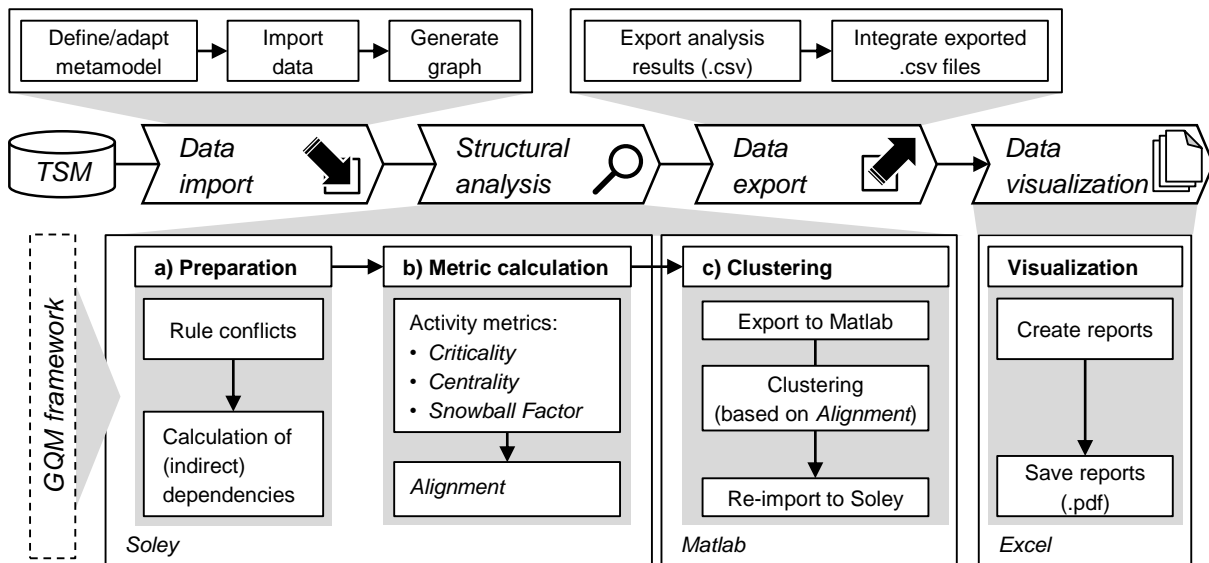 Define/adapt
metamodel
Import
data
Generate
graph
Export analysis
results (.csv)
Integrate exported
.csv files
TSM
Data
import
Structural
analysis
Data
export
Data
visualization
GQM framework
a) Preparation
Rule conflicts
Calculation of
(indirect)
dependencies
b) Metric calculation
Activity metrics:
• Criticality
• Centrality
• Snowball Factor
Alignment
Soley
c) Clustering
Export to Matlab
Clustering
(based on Alignment)
Re-import to Soley
Matlab
Visualization
Create reports
Save reports
(.pdf)
Excel